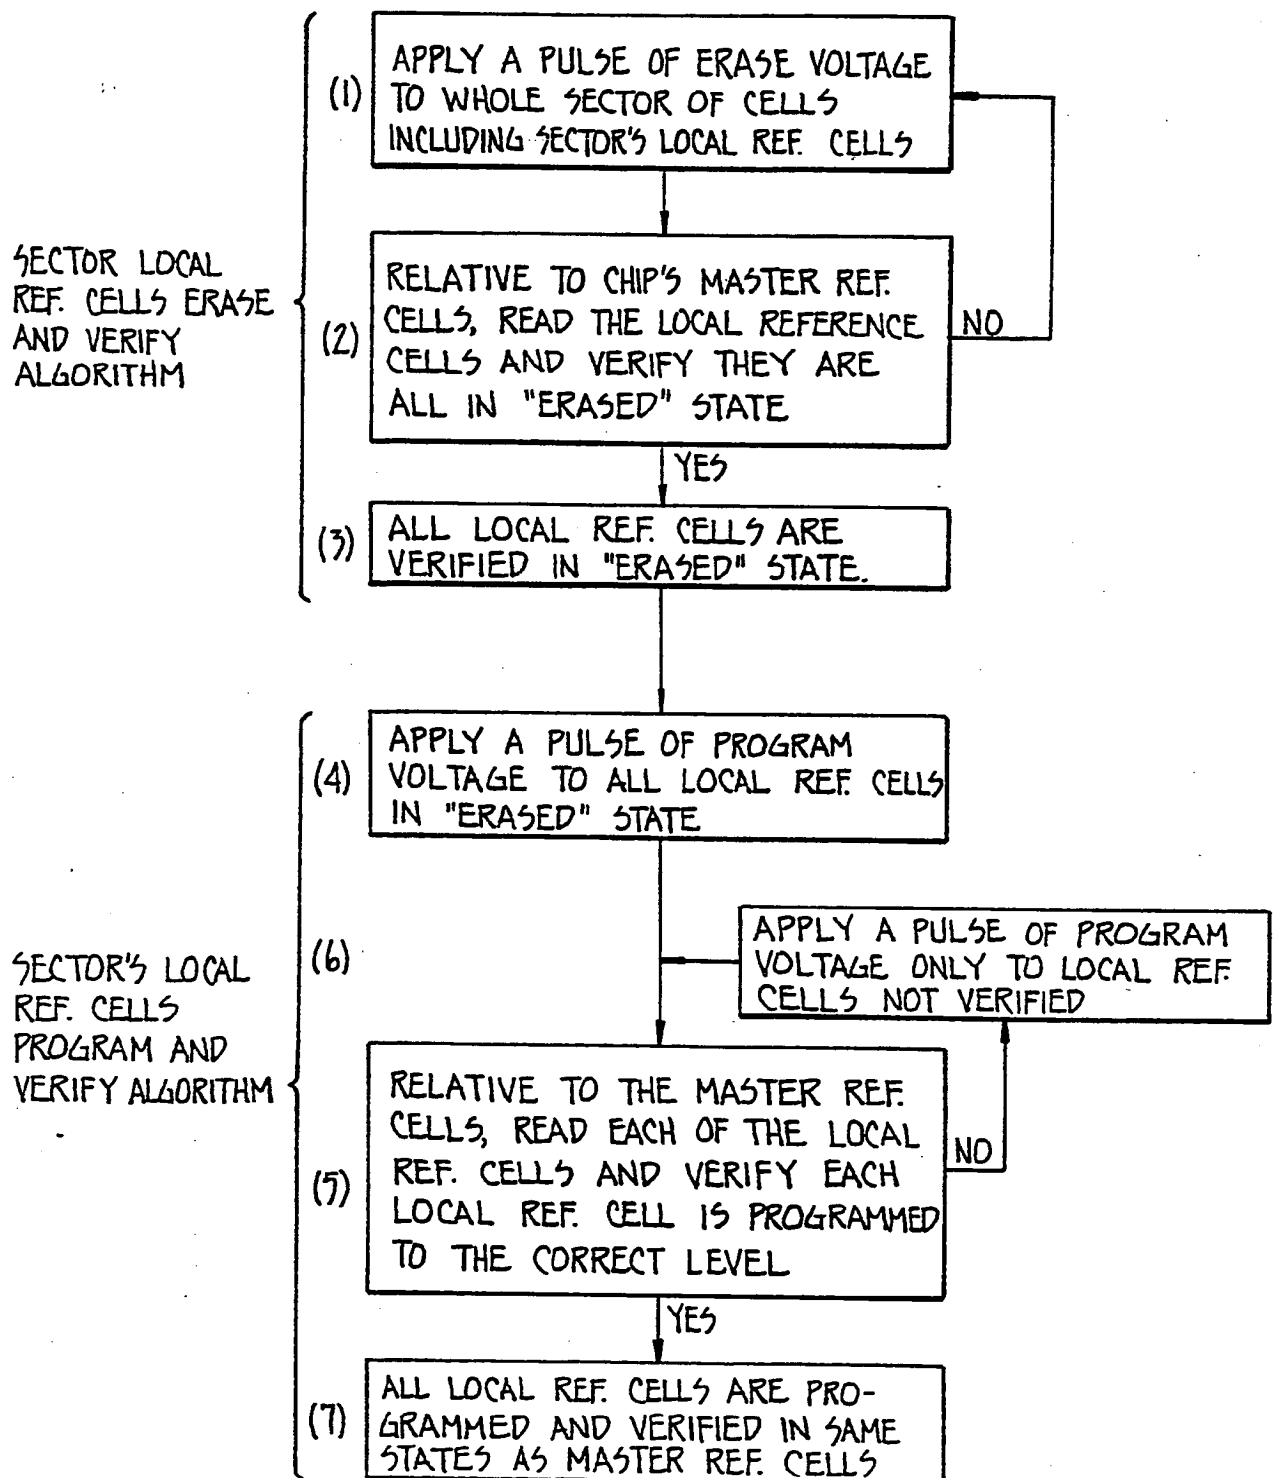 (1)
APPLY A PULSE OF ERASE VOLTAGE
TO WHOLE SECTOR OF CELLS
INCLUDING SECTOR'S LOCAL REF. CELLS
SECTOR LOCAL
REF. CELLS ERASE
AND VERIFY
ALGORITHM
(2)
RELATIVE TO CHIP'S MASTER REF.
CELLS, READ THE LOCAL REFERENCE
CELLS AND VERIFY THEY ARE
ALL IN "ERASED" STATE
NO
YES
(3)
ALL LOCAL REF. CELLS ARE
VERIFIED IN "ERASED" STATE.
(4)
APPLY A PULSE OF PROGRAM
VOLTAGE TO ALL LOCAL REF. CELLS
IN "ERASED" STATE
(6)
APPLY A PULSE OF PROGRAM
VOLTAGE ONLY TO LOCAL REF.
CELLS NOT VERIFIED
SECTOR'S LOCAL
REF. CELLS
PROGRAM AND
VERIFY ALGORITHM
(5)
RELATIVE TO THE MASTER REF.
CELLS, READ EACH OF THE LOCAL
REF. CELLS AND VERIFY EACH
LOCAL REF. CELL IS PROGRAMMED
TO THE CORRECT LEVEL
NO
YES
(7)
ALL LOCAL REF. CELLS ARE PRO-
GRAMMED AND VERIFIED IN SAME
STATES AS MASTER REF. CELLS